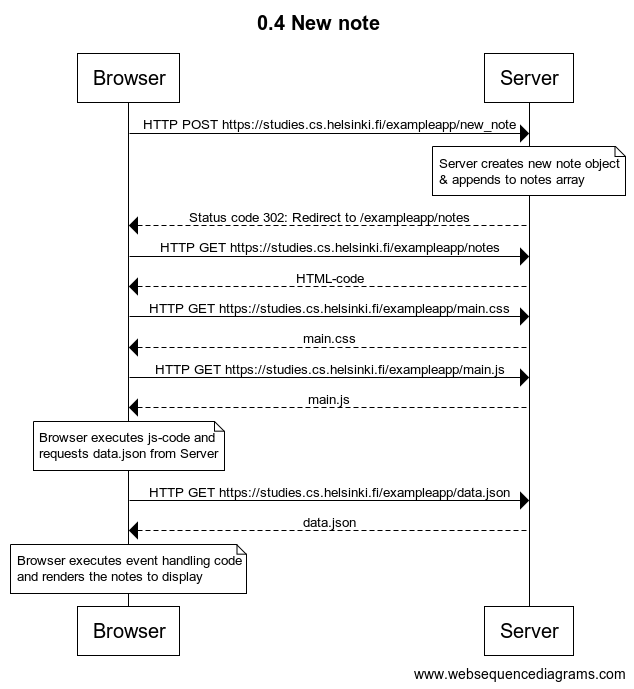 0.4 New note
Browser
Server
HTTP POST https://studies.cs.helsinki.fi/exampleapp/new_note
Server creates new note object
& appends to notes array
Status code 302: Redirect to /exampleapp/notes
HTTP GET https://studies.cs.helsinki.fi/exampleapp/notes
HTML-code
HTTP GET https://studies.cs.helsinki.fi/exampleapp/main.css
main.css
HTTP GET https://studies.cs.helsinki.fi/exampleapp/main.js
main.js
Browser executes js-code and
requests data.json from Server
HTTP GET https://studies.cs.helsinki.fi/exampleapp/data.json
data.json
Browser executes event handling code
and renders the notes to display
Browser
Server
www.websequencediagrams.com